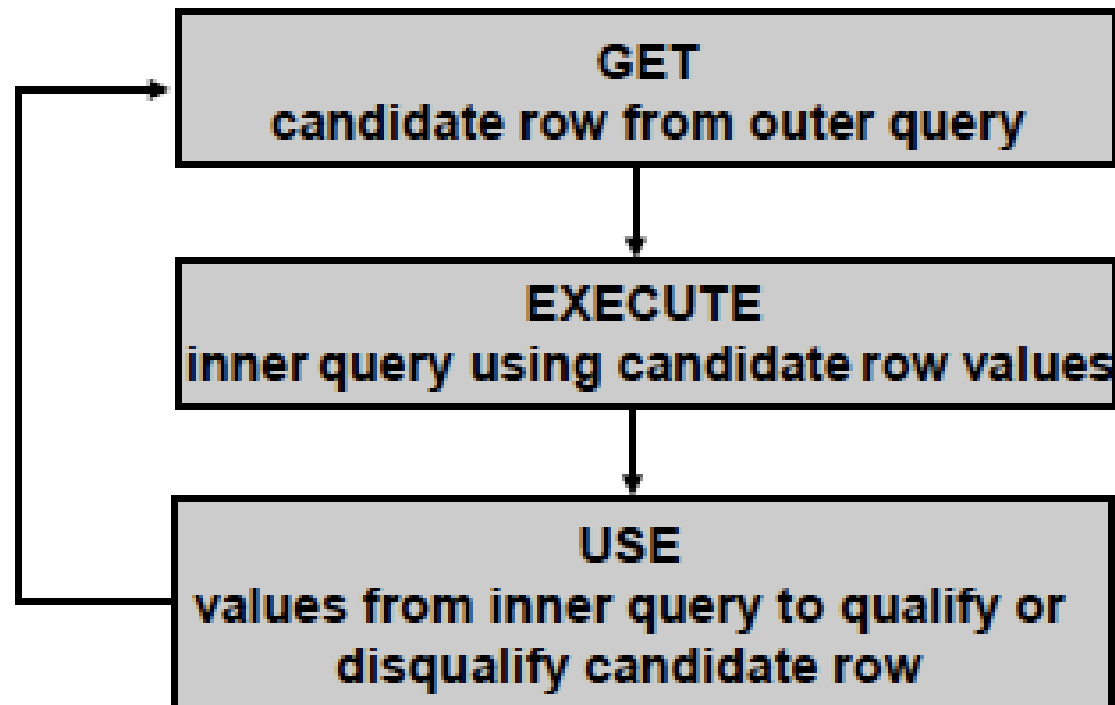 GET
candidate row from outer query
EXECUTE
inner query using candidate row values
USE
values from inner query to qualify or
disqualify candidate row